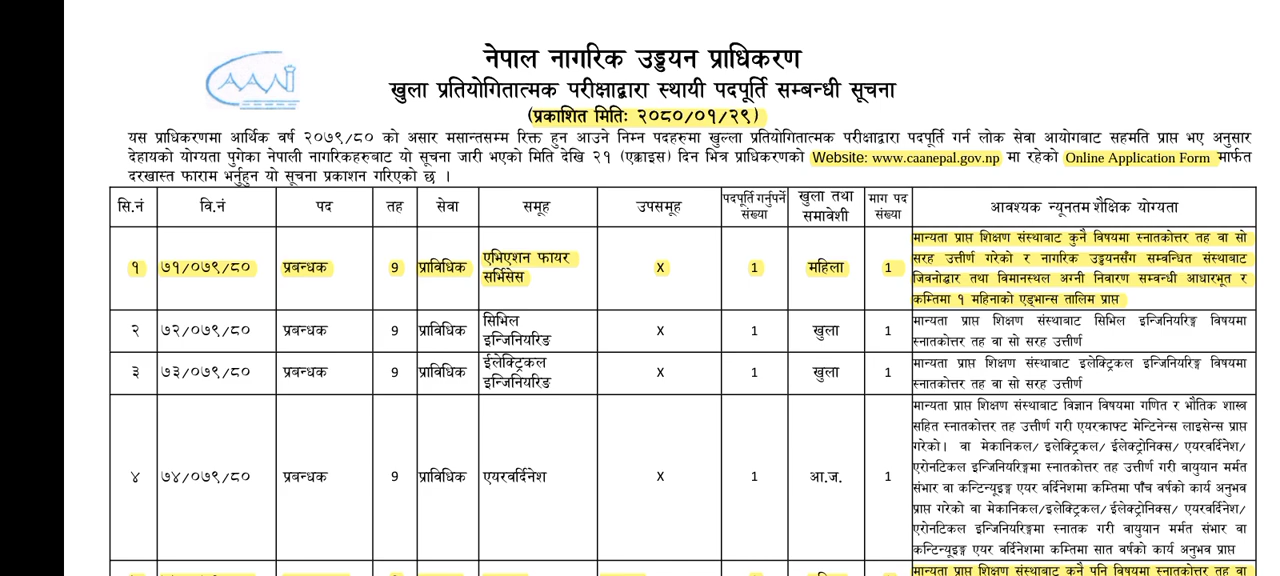 CAAN
नेपाल नागरिक उड्डयन प्राधिकरण
खुला प्रतियोगितात्मक परीक्षाद्वारा स्थायी पदपूर्ति सम्बन्धी सूचना
(प्रकाशित मितिः २०८०/०१/२९)
यस प्राधिकरणमा आर्थिक वर्ष २०७९/८० को असार मसान्तसम्म रिक्त हुन आउने निम्न पदहरुमा खुल्ला प्रतियोगितात्मक परीक्षाद्वारा पदपूर्ति गर्न लोक सेवा आयोगबाट सहमति प्राप्त भए अनुसार
देहायको योग्यता पुगेका नेपाली नागरिकहरुबाट यो सूचना जारी भएको मिति देखि २१ (एक्काइस) दिन भित्र प्राधिकरणको Website: www.caanepal.gov.np मा रहेको Online Application Form मार्फत
दरखास्त फाराम भर्नुहुन यो सूचना प्रकाशन गरिएको छ ।
सि.नं वि.नं पद तह सेवा समूह उपसमूह पदपूर्ति गर्नुपर्ने संख्या खुला तथा समावेशी माग पद संख्या आवश्यक न्यूनतम शैक्षिक योग्यता
१ ७१/०७९/८० प्रबन्धक 9 प्राविधिक एभिएशन फायर सर्भिसेस X 1 महिला 1 मान्यता प्राप्त शिक्षण संस्थाबाट कुनै विषयमा स्नातकोत्तर तह वा सो
सरह उत्तीर्ण गरेको र नागरिक उड्डयनसँग सम्बन्धित संस्थाबाट
जिवनोद्धार तथा विमानस्थल अग्नी निवारण सम्बन्धी आधारभूत र
कम्तिमा १ महिनाको एड्भान्स तालिम प्राप्त
२ ७२/०७९/८० प्रबन्धक 9 प्राविधिक सिभिल इन्जिनियरिङ X 1 खुला 1 मान्यता प्राप्त शिक्षण संस्थाबाट सिभिल इन्जिनियरिङ्ग विषयमा
स्नातकोत्तर तह वा सो सरह उत्तीर्ण
३ ७३/०७९/८० प्रबन्धक 9 प्राविधिक ईलेक्ट्रिकल इन्जिनियरिङ X 1 खुला 1 मान्यता प्राप्त शिक्षण संस्थाबाट इलेक्ट्रिकल इन्जिनियरिङ्ग विषयमा
स्नातकोत्तर तह वा सो सरह उत्तीर्ण
४ ७४/०७९/८० प्रबन्धक 9 प्राविधिक एयरवर्दिनेश X 1 आ.ज. 1 मान्यता प्राप्त शिक्षण संस्थाबाट विज्ञान विषयमा गणित र भौतिक शास्त्र
सहित स्नातकोत्तर तह उत्तीर्ण गरी एयरक्राफ्ट मेन्टिनेन्स लाइसेन्स प्राप्त
गरेको। वा मेकानिकल/ इलेक्ट्रिकल/ ईलेक्ट्रोनिक्स/ एयरवर्दिनेश/
एरोनटिकल इन्जिनियरिङ्गमा स्नातकोत्तर तह उत्तीर्ण गरी वायुयान मर्मत
संभार वा कन्टिन्यूइङ्ग एयर वर्दिनेशमा कम्तिमा पाँच वर्षको कार्य अनुभव
प्राप्त गरेको वा मेकानिकल/इलेक्ट्रिकल/ ईलेक्ट्रोनिक्स/ एयरवर्दिनेश/
एरोनटिकल इन्जिनियरिङ्गमा स्नातक गरी वायुयान मर्मत संभार वा
कन्टिन्यूइङ्ग एयर वर्दिनेशमा कम्तिमा सात वर्षको कार्य अनुभव प्राप्त
मान्यता प्राप्त शिक्षण संस्थाबाट कुनै पनि विषयमा स्नातकोत्तर तह वा